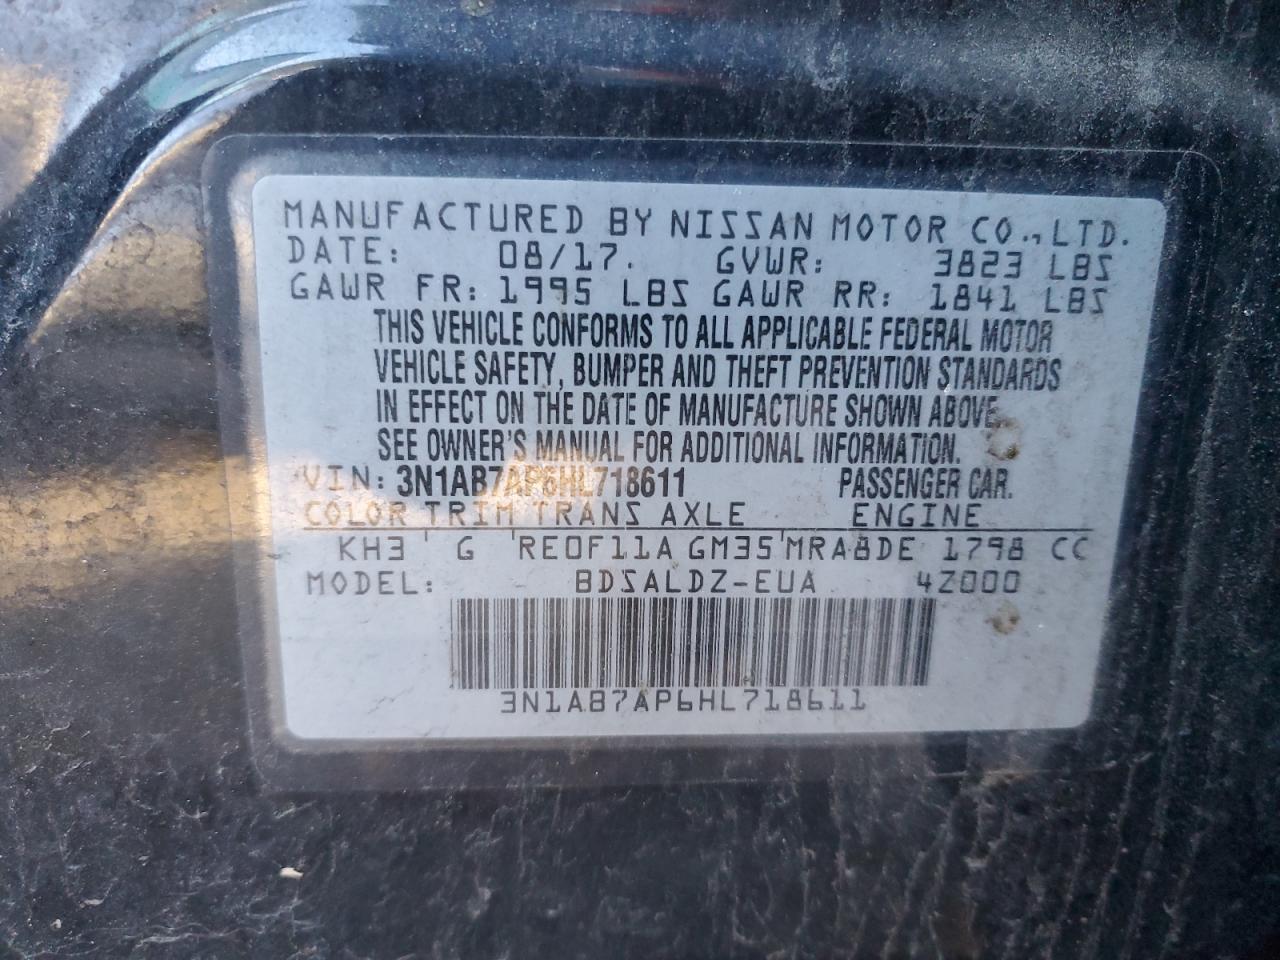 MANUFACTURED BY NISSAN MOTOR CO., LTD.
DATE: 08/17. GVWR: 3823 LBS
GAWR FR: 1995 LBS GAWR RR: 1841 LBS
THIS VEHICLE CONFORMS TO ALL APPLICABLE FEDERAL MOTOR
VEHICLE SAFETY, BUMPER AND THEFT PREVENTION STANDARDS
IN EFFECT ON THE DATE OF MANUFACTURE SHOWN ABOVE.
SEE OWNER'S MANUAL FOR ADDITIONAL INFORMATION.
VIN: 3N1AB7AP6HL718611 PASSENGER CAR.
COLOR TRIM TRANS AXLE ENGINE
KH3 G RE0F11A GM35 MRA8DE 1798 CC
MODEL: BDSALDZ-EUA 4Z000
3N1AB7AP6HL718611